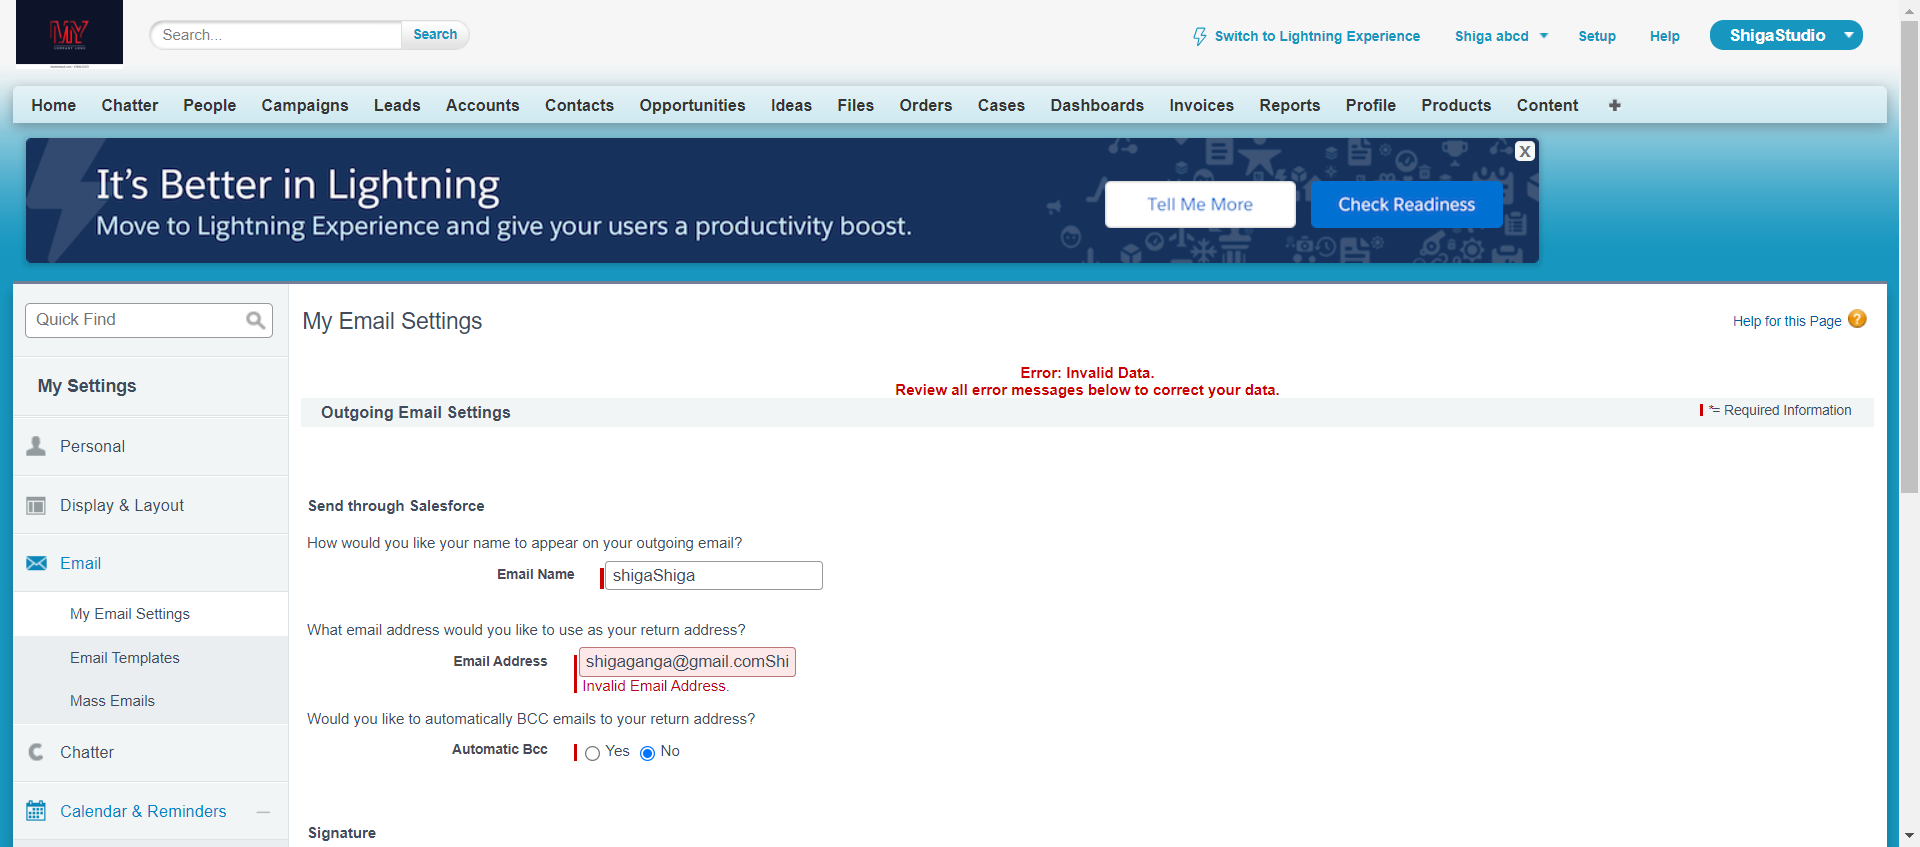 MY
COMPANY LOGO
Search...
Search
Switch to Lightning Experience
Shiga abcd
Setup
Help
ShigaStudio
Home
Chatter
People
Campaigns
Leads
Accounts
Contacts
Opportunities
Ideas
Files
Orders
Cases
Dashboards
Invoices
Reports
Profile
Products
Content
It's Better in Lightning
Move to Lightning Experience and give your users a productivity boost.
Tell Me More
Check Readiness
X
Quick Find
My Settings
Personal
Display & Layout
Email
My Email Settings
Email Templates
Mass Emails
Chatter
Calendar & Reminders
My Email Settings
Help for this Page
Error: Invalid Data.
Review all error messages below to correct your data.
Outgoing Email Settings
*= Required Information
Send through Salesforce
How would you like your name to appear on your outgoing email?
Email Name
shigaShiga
What email address would you like to use as your return address?
Email Address
shigaganga@gmail.comShi
Invalid Email Address.
Would you like to automatically BCC emails to your return address?
Automatic Bcc
Yes
No
Signature